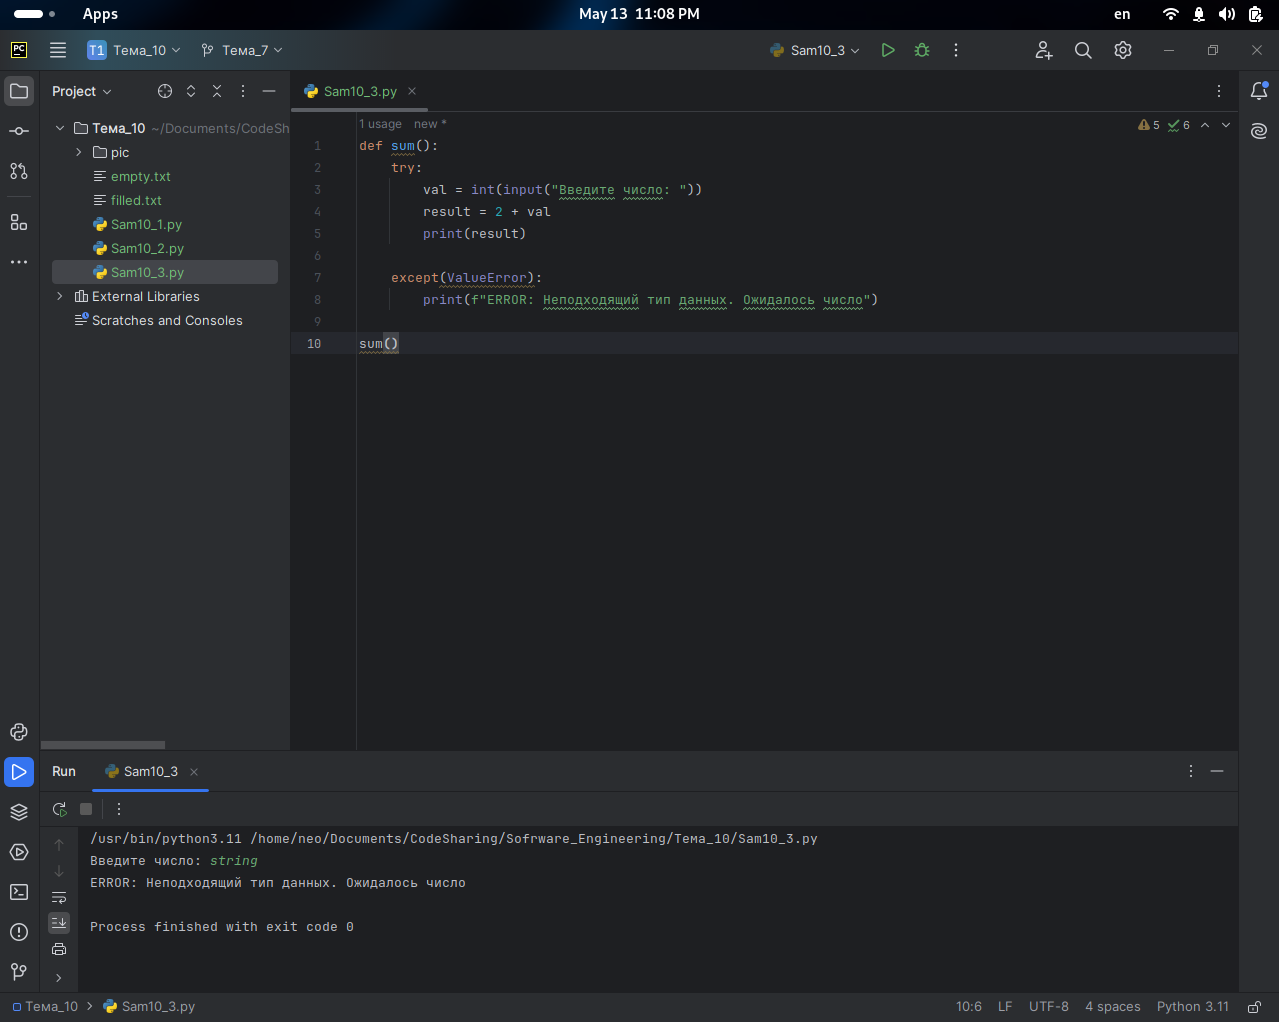 Apps
May 13 11:08 PM
en
PC
T1 Тема_10
Тема_7
Sam10_3
Project
Sam10_3.py
Тема_10 ~/Documents/CodeSh
pic
empty.txt
filled.txt
Sam10_1.py
Sam10_2.py
Sam10_3.py
External Libraries
Scratches and Consoles
1 usage new *
5 6
1 def sum():
2 try:
3 val = int(input("Введите число: "))
4 result = 2 + val
5 print(result)
6
7 except(ValueError):
8 print(f"ERROR: Неподходящий тип данных. Ожидалось число")
9
10 sum()
Run Sam10_3
/usr/bin/python3.11 /home/neo/Documents/CodeSharing/Sofrware_Engineering/Тема_10/Sam10_3.py
Введите число: string
ERROR: Неподходящий тип данных. Ожидалось число
Process finished with exit code 0
Тема_10 > Sam10_3.py
10:6 LF UTF-8 4 spaces Python 3.11